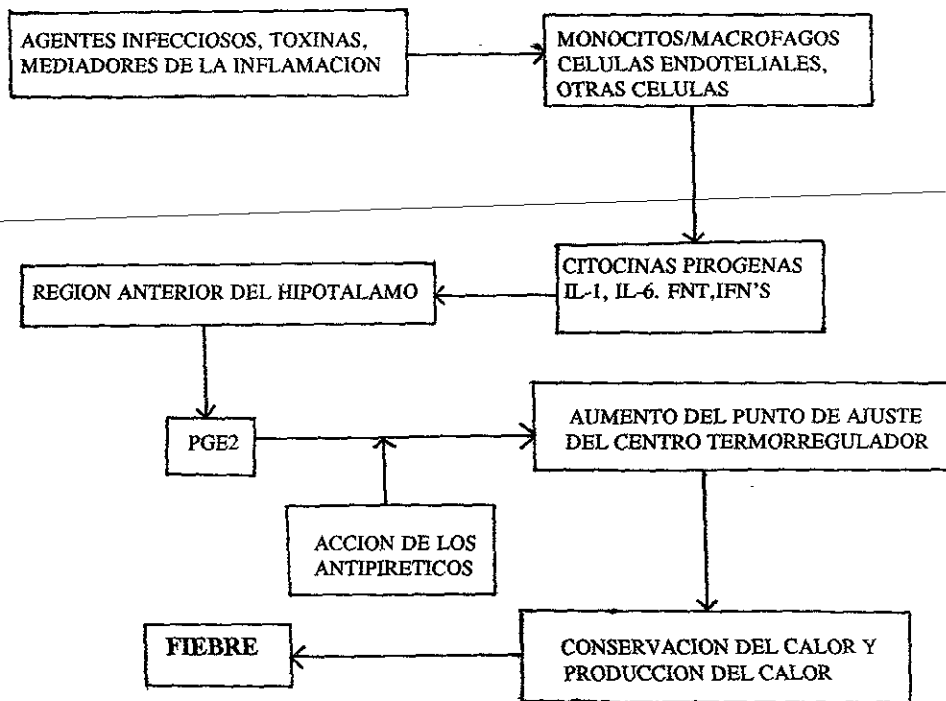 AGENTES INFECCIOSOS, TOXINAS,
MEDIADORES DE LA INFLAMACION
MONOCITOS/MACROFAGOS
CELULAS ENDOTELIALES,
OTRAS CELULAS
CITOCINAS PIROGENAS
IL-1, IL-6. FNT,IFN'S
REGION ANTERIOR DEL HIPOTALAMO
PGE2
AUMENTO DEL PUNTO DE AJUSTE
DEL CENTRO TERMORREGULADOR
ACCION DE LOS
ANTIPIRETICOS
CONSERVACION DEL CALOR Y
PRODUCCION DEL CALOR
FIEBRE